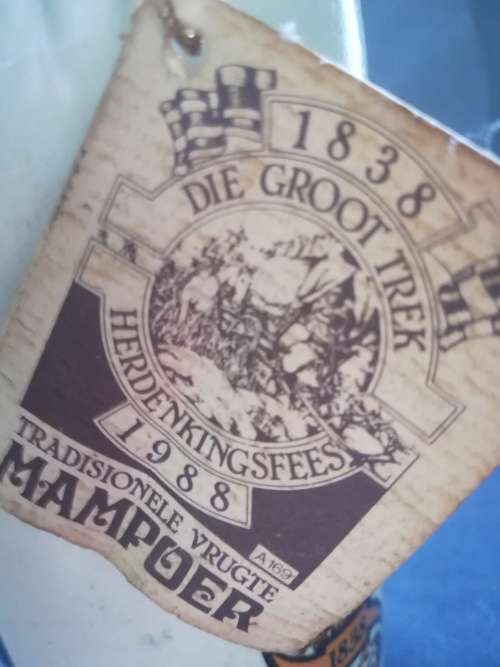 1838
DIE GROOT TREK
HERDENKINGSFEES
1988
TRADISIONELE VRUGTE
MAMPOER
A169